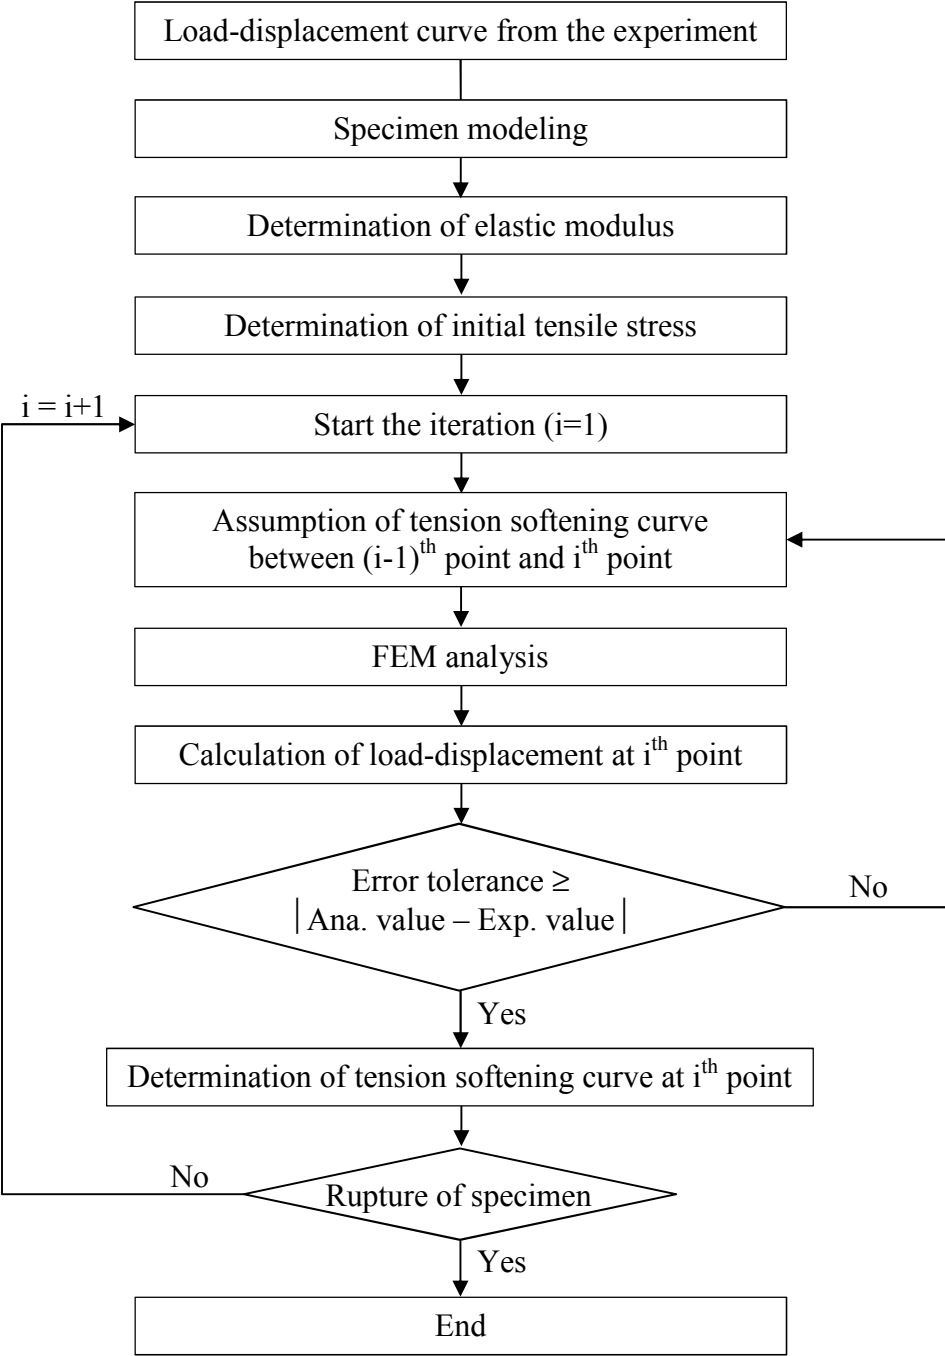 Load-displacement curve from the experiment
Specimen modeling
Determination of elastic modulus
Determination of initial tensile stress
i = i+1
Start the iteration (i=1)
Assumption of tension softening curve
between (i-1)th point and ith point
FEM analysis
Calculation of load-displacement at ith point
Error tolerance ≥
| Ana. value – Exp. value |
No
Yes
Determination of tension softening curve at ith point
No
Rupture of specimen
Yes
End